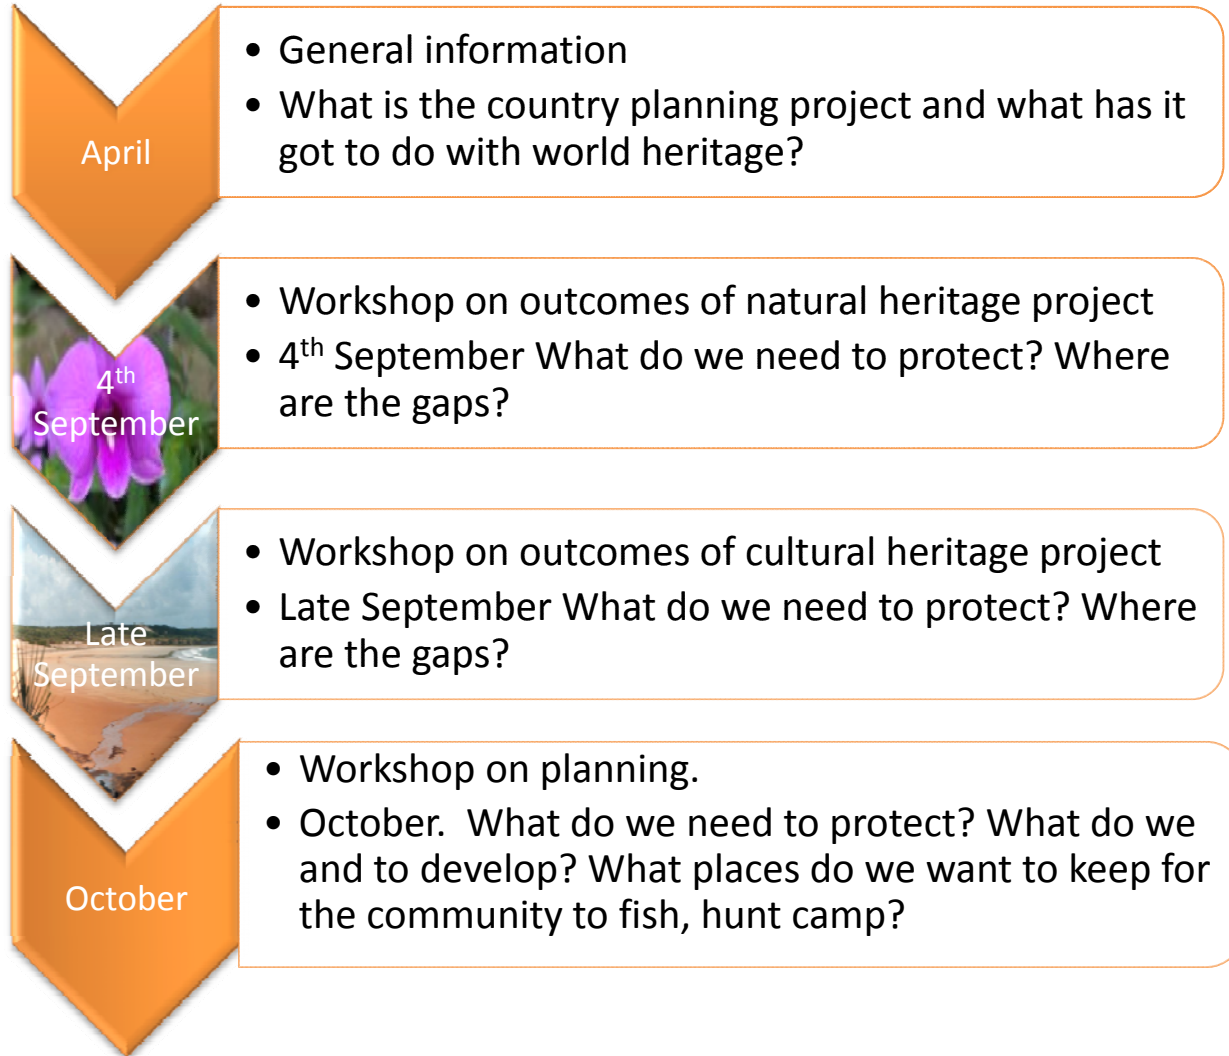 April
• General information
• What is the country planning project and what has it
got to do with world heritage?
4th
September
• Workshop on outcomes of natural heritage project
• 4th September What do we need to protect? Where
are the gaps?
Late
September
• Workshop on outcomes of cultural heritage project
• Late September What do we need to protect? Where
are the gaps?
October
• Workshop on planning.
• October.  What do we need to protect? What do we
and to develop? What places do we want to keep for
the community to fish, hunt camp?